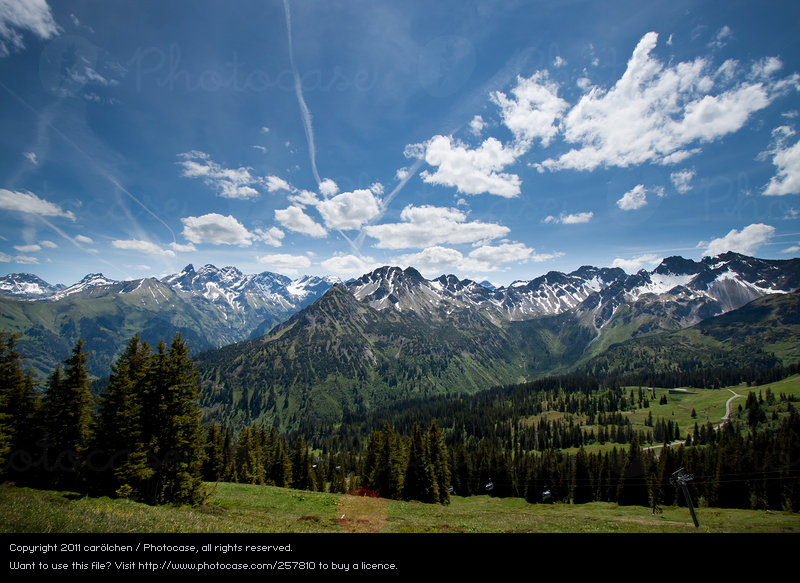 PHOTOCASE
Copyright 2011 carölchen / Photocase, all rights reserved.
Want to use this file? Visit http://www.photocase.com/257810 to buy a licence.